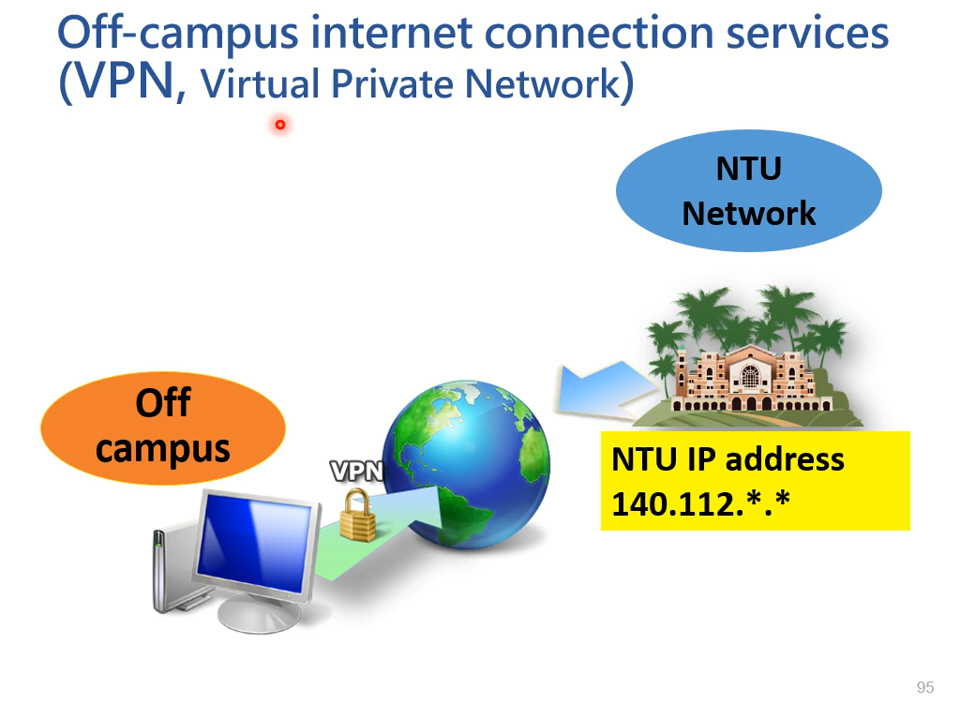 Off-campus internet connection services
(VPN, Virtual Private Network)
NTU
Network
Off
campus
VPN
NTU IP address
140.112.*.*
95